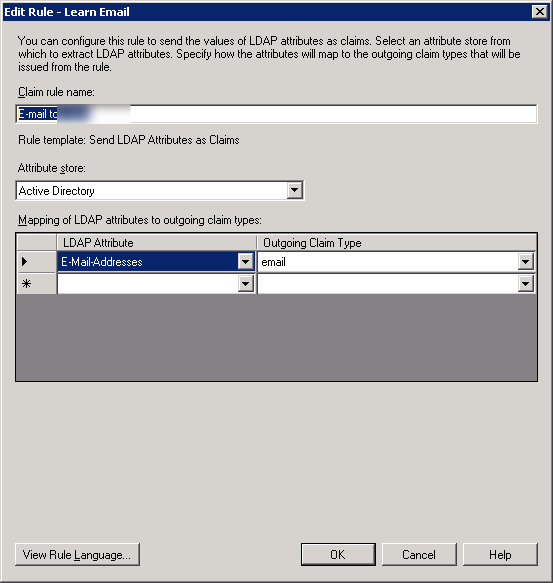 Edit Rule - Learn Email
You can configure this rule to send the values of LDAP attributes as claims. Select an attribute store from
which to extract LDAP attributes. Specify how the attributes will map to the outgoing claim types that will be
issued from the rule.
Claim rule name:
E-mail to
Rule template: Send LDAP Attributes as Claims
Attribute store:
Active Directory
Mapping of LDAP attributes to outgoing claim types:
LDAP Attribute Outgoing Claim Type
E-Mail-Addresses email
View Rule Language... OK Cancel Help